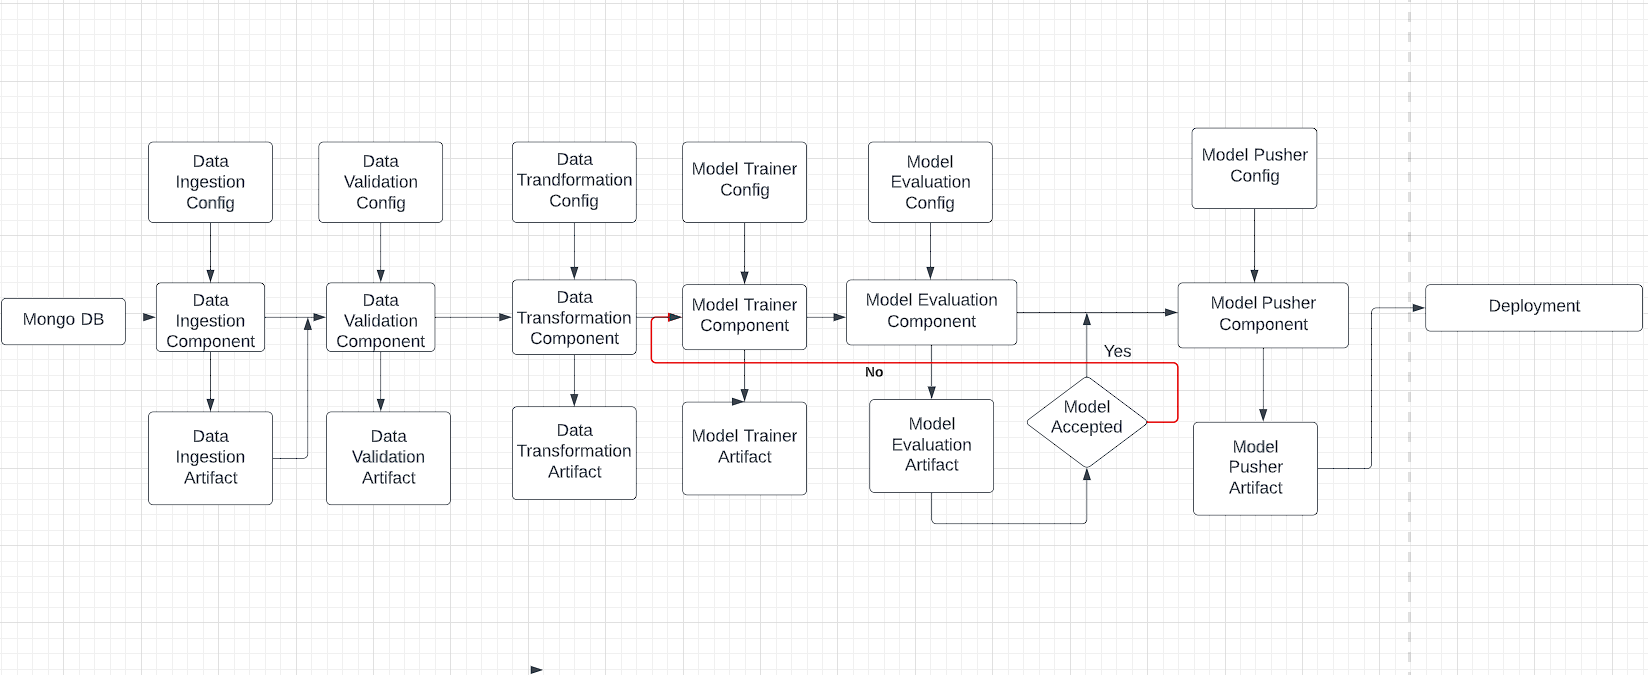 Data
Ingestion
Config
Data
Validation
Config
Data
Trandformation
Config
Model Trainer
Config
Model
Evaluation
Config
Model Pusher
Config
Mongo DB
Data
Ingestion
Component
Data
Validation
Component
Data
Transformation
Component
Model Trainer
Component
Model Evaluation
Component
Model Pusher
Component
Deployment
Yes
No
Data
Ingestion
Artifact
Data
Validation
Artifact
Data
Transformation
Artifact
Model Trainer
Artifact
Model
Evaluation
Artifact
Model
Accepted
Model
Pusher
Artifact